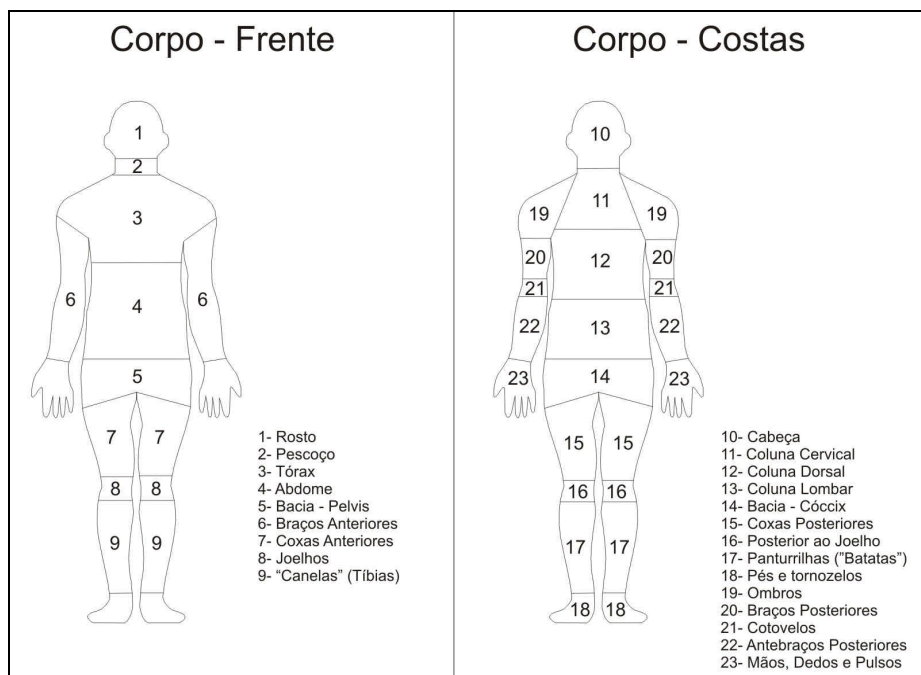 Corpo - Frente
1
2
3
6
6
4
5
7
7
8
8
9
9
1- Rosto
2- Pescoço
3- Tórax
4- Abdome
5- Bacia - Pelvis
6- Braços Anteriores
7- Coxas Anteriores
8- Joelhos
9- “Canelas” (Tíbias)
Corpo - Costas
10
11
19
19
20
12
20
21
21
22
13
22
23
14
23
15
15
16
16
17
17
18
18
10- Cabeça
11- Coluna Cervical
12- Coluna Dorsal
13- Coluna Lombar
14- Bacia - Cóccix
15- Coxas Posteriores
16- Posterior ao Joelho
17- Panturrilhas ("Batatas")
18- Pés e tornozelos
19- Ombros
20- Braços Posteriores
21- Cotovelos
22- Antebraços Posteriores
23- Mãos, Dedos e Pulsos